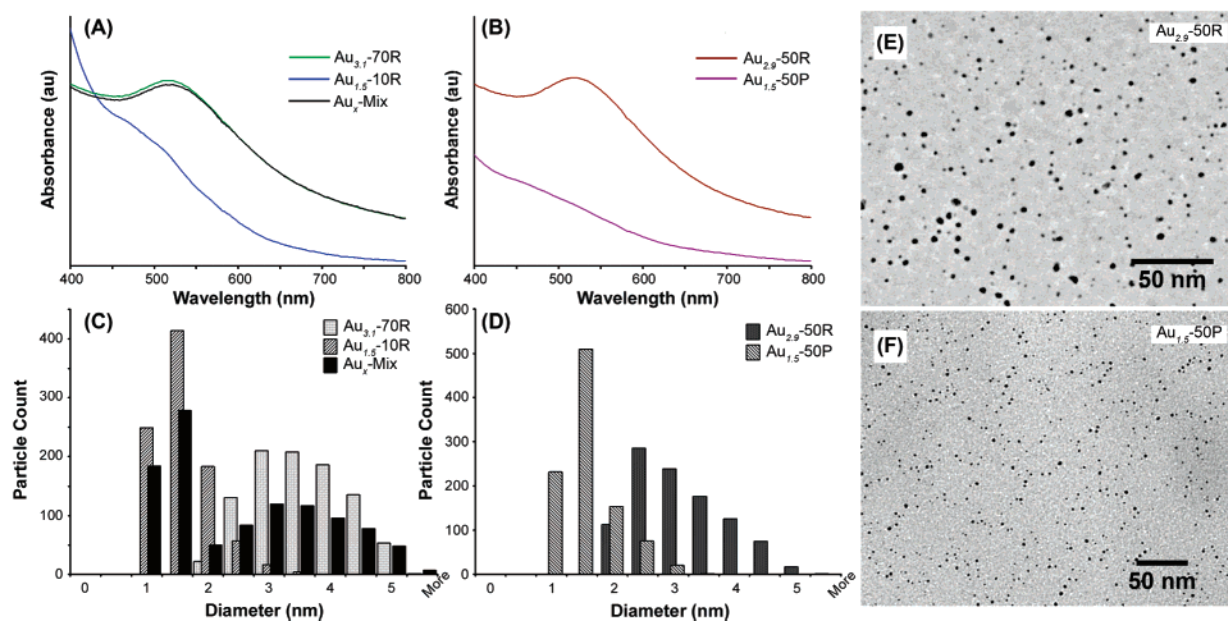 (A)
Au3.1-70R
Au1.5-10R
Aux-Mix
Absorbance (au)
400 500 600 700 800
Wavelength (nm)
(B)
Au2.9-50R
Au1.5-50P
Absorbance (au)
400 500 600 700 800
Wavelength (nm)
(E)
Au2.9-50R
50 nm
(C)
Au3.1-70R
Au1.5-10R
Aux-Mix
Particle Count
400
300
200
100
0
0 1 2 3 4 5 More
Diameter (nm)
(D)
Au2.9-50R
Au1.5-50P
Particle Count
600
500
400
300
200
100
0
0 1 2 3 4 5 More
Diameter (nm)
(F)
Au1.5-50P
50 nm